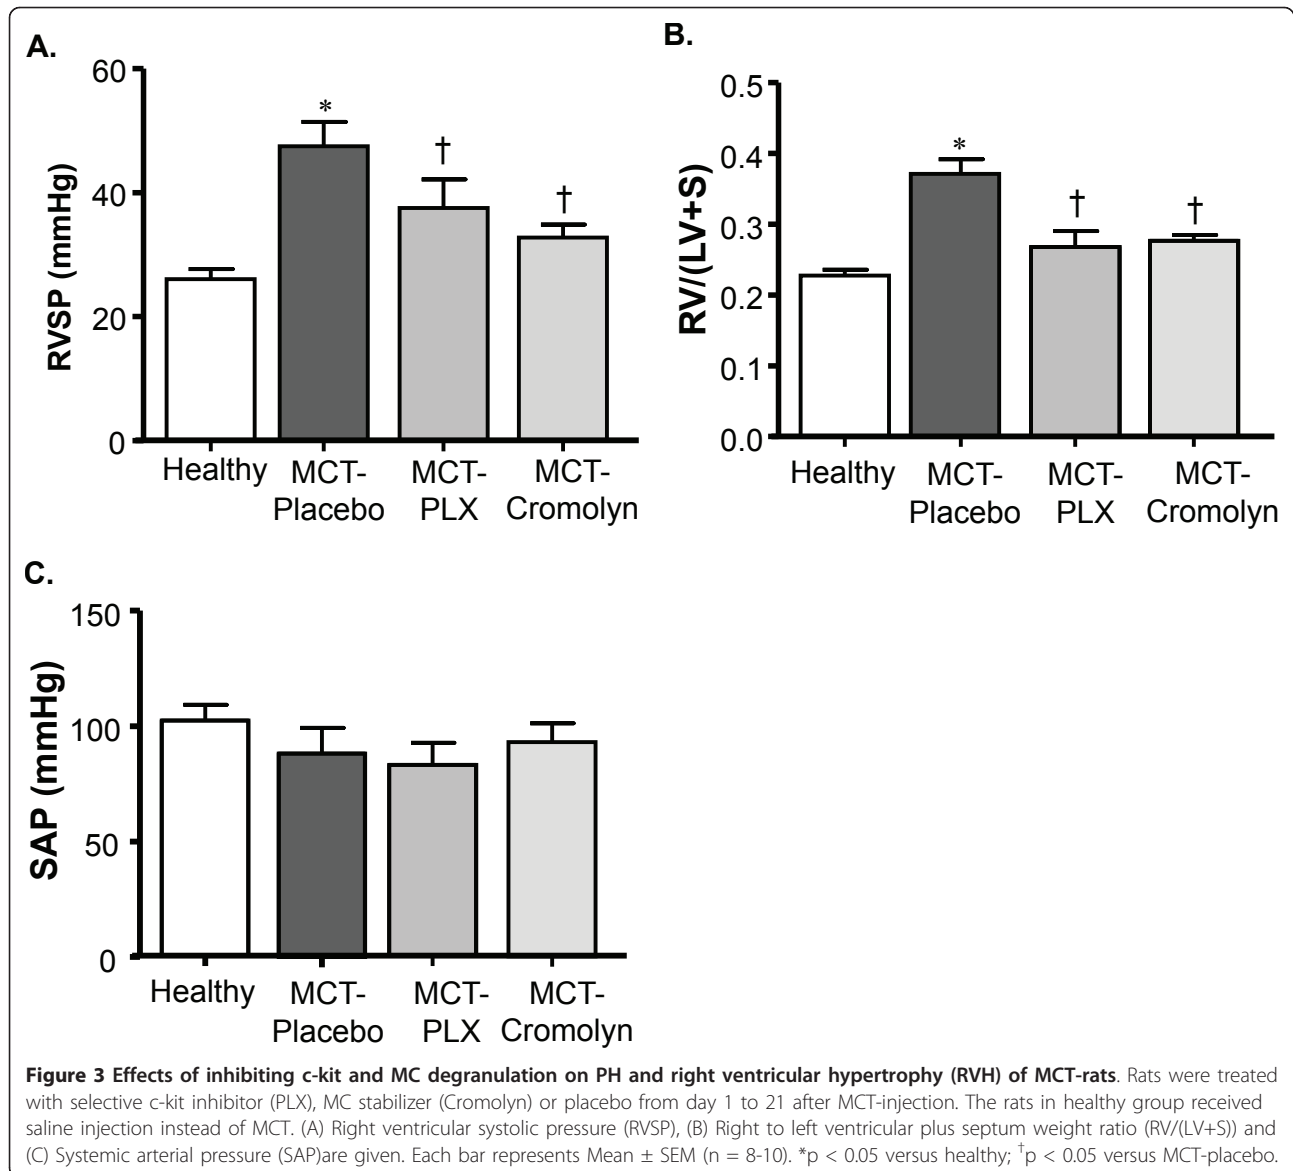 A.
60
40
20
0
RVSP (mmHg)
*
†
†
Healthy
MCT-
Placebo
MCT-
PLX
MCT-
Cromolyn
B.
0.5
0.4
0.3
0.2
0.1
0.0
RV/(LV+S)
*
†
†
Healthy
MCT-
Placebo
MCT-
PLX
MCT-
Cromolyn
C.
150
100
50
0
SAP (mmHg)
Healthy
MCT-
Placebo
MCT-
PLX
MCT-
Cromolyn
Figure 3 Effects of inhibiting c-kit and MC degranulation on PH and right ventricular hypertrophy (RVH) of MCT-rats. Rats were treated
with selective c-kit inhibitor (PLX), MC stabilizer (Cromolyn) or placebo from day 1 to 21 after MCT-injection. The rats in healthy group received
saline injection instead of MCT. (A) Right ventricular systolic pressure (RVSP), (B) Right to left ventricular plus septum weight ratio (RV/(LV+S)) and
(C) Systemic arterial pressure (SAP)are given. Each bar represents Mean ± SEM (n = 8-10). *p < 0.05 versus healthy; †p < 0.05 versus MCT-placebo.